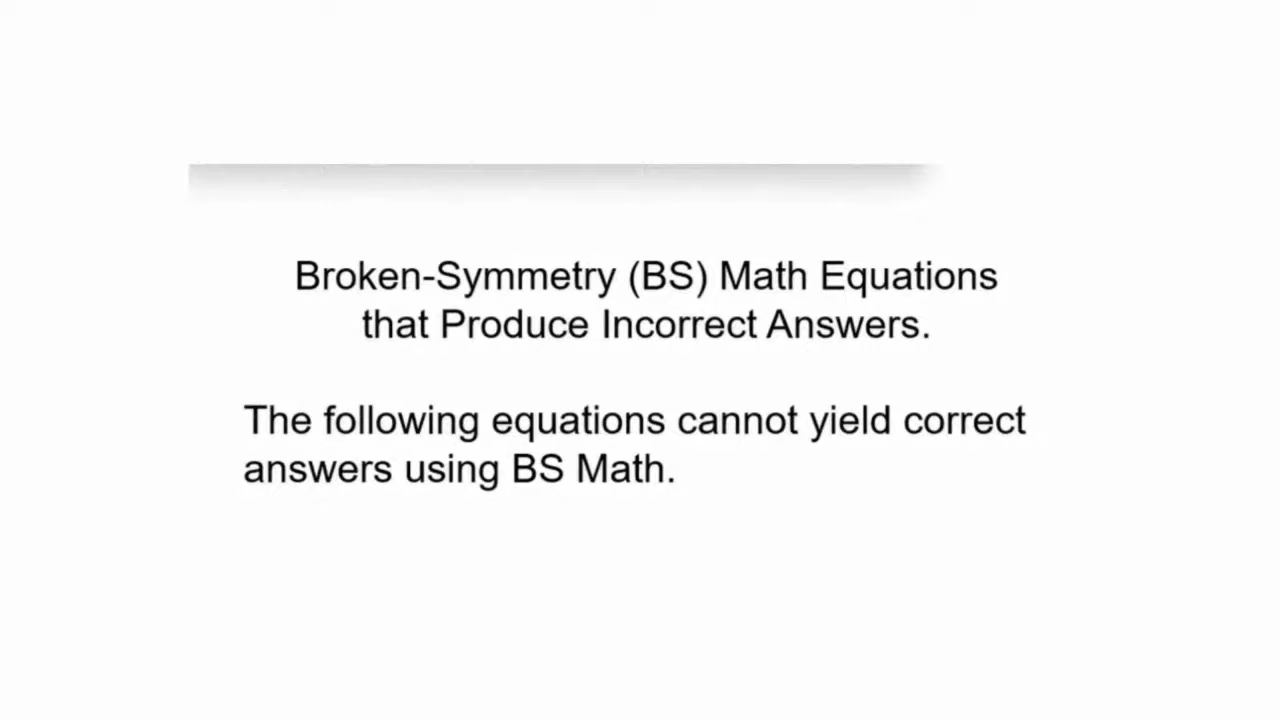 Broken-Symmetry (BS) Math Equations
that Produce Incorrect Answers.
The following equations cannot yield correct
answers using BS Math.